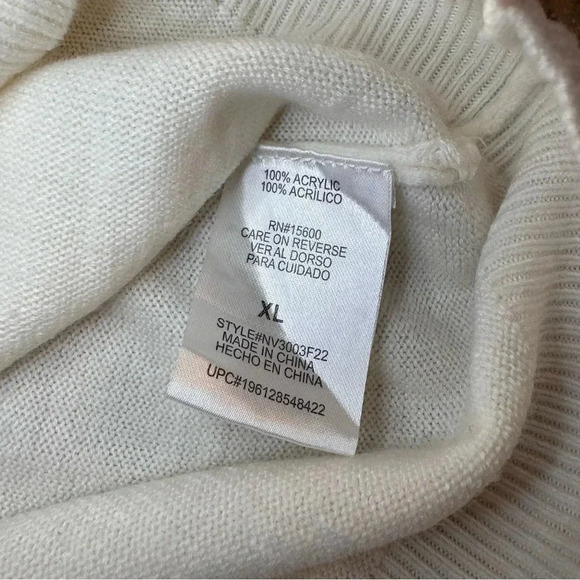 100% ACRYLIC
100% ACRÍLICO
RN#15600
CARE ON REVERSE
VER AL DORSO
PARA CUIDADO
XL
STYLE#NV3003F22
MADE IN CHINA
HECHO EN CHINA
UPC#196128548422